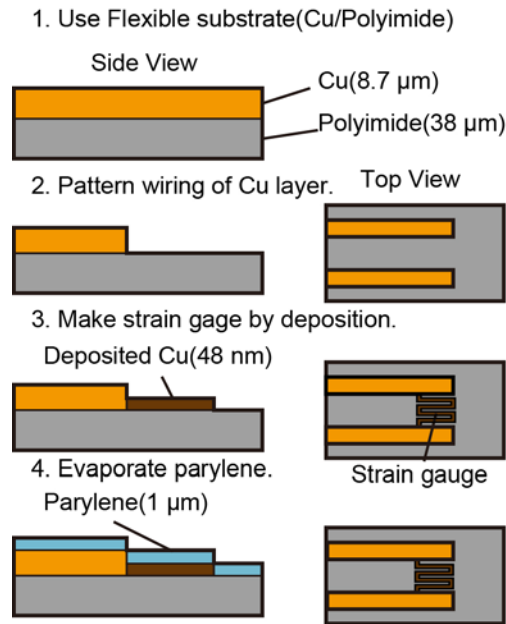 1. Use Flexible substrate(Cu/Polyimide)
Side View
Cu(8.7 μm)
Polyimide(38 μm)
2. Pattern wiring of Cu layer.
Top View
3. Make strain gage by deposition.
Deposited Cu(48 nm)
Strain gauge
4. Evaporate parylene.
Parylene(1 μm)